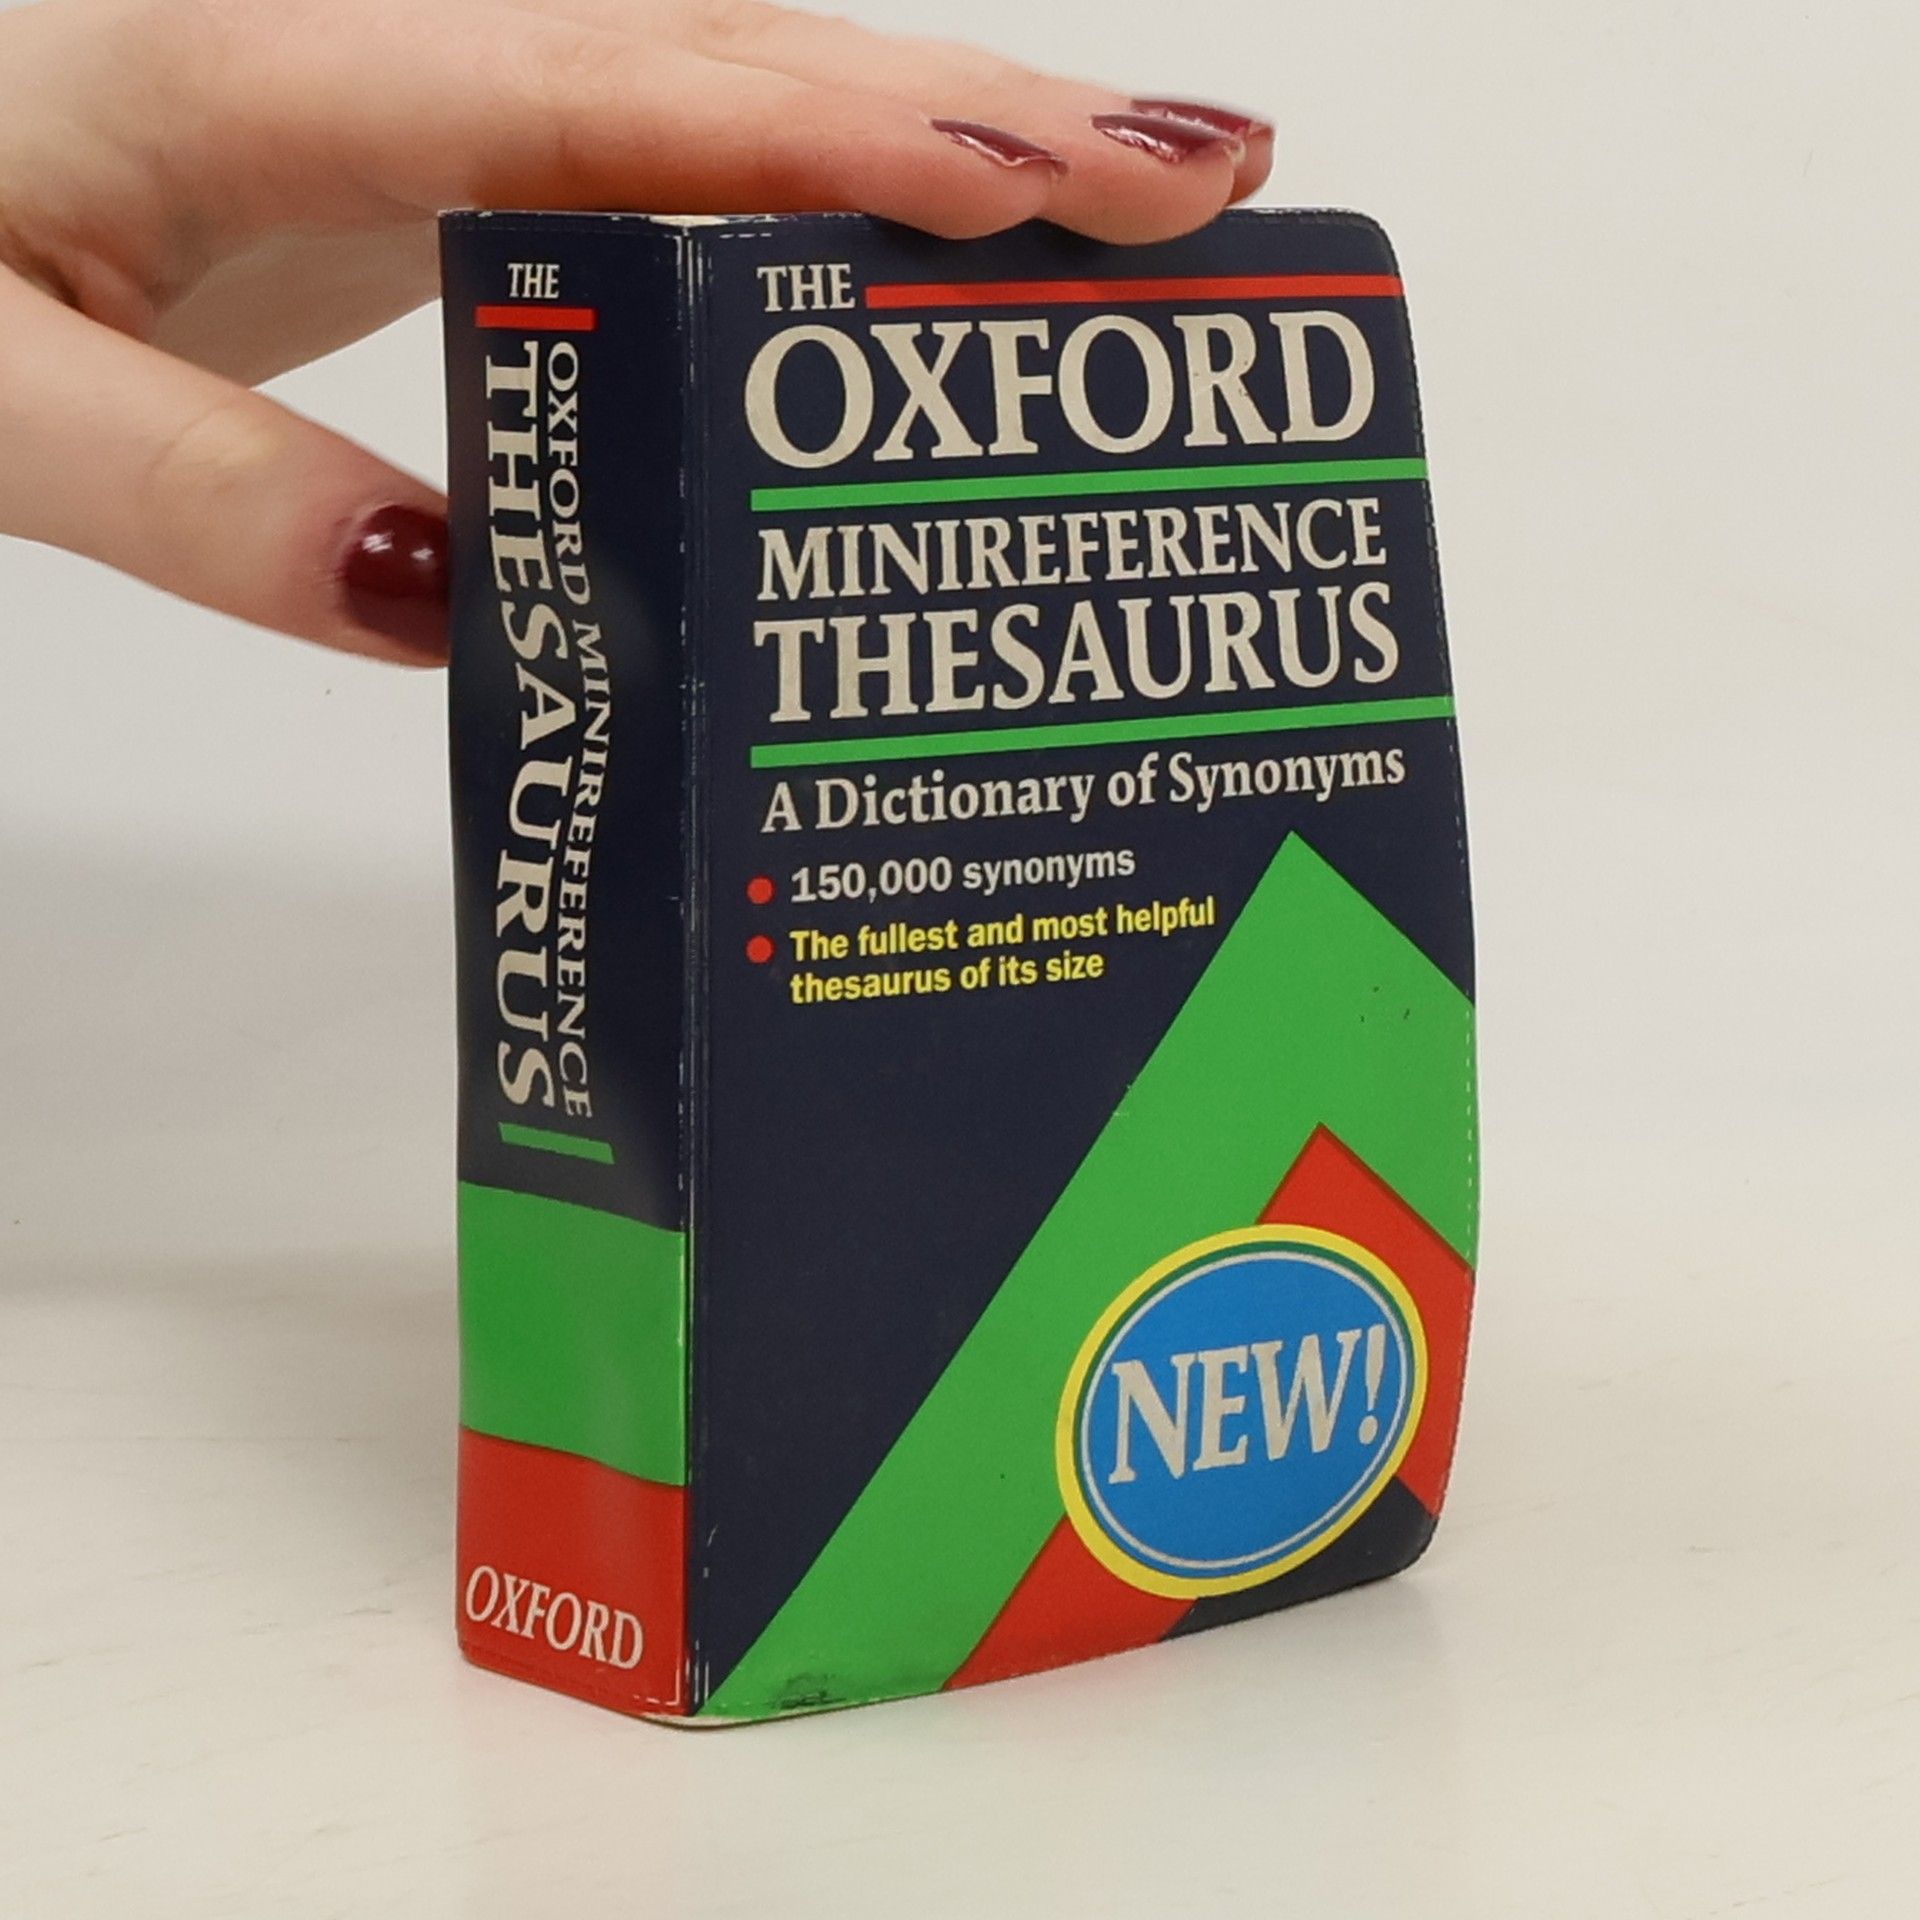 THE
OXFORD MINIREFERENCE
THESAURUS
OXFORD
THE
OXFORD
MINIREFERENCE
THESAURUS
A Dictionary of Synonyms
150,000 synonyms
The fullest and most helpful
thesaurus of its size
NEW!